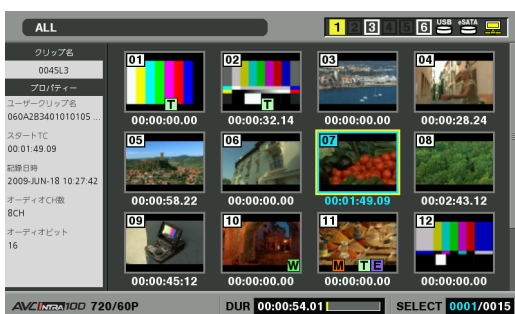 ALL
1 2 3 4 5 6 USB eSATA
クリップ名
0045L3
プロパティー
ユーザークリップ名
060A2B3401010105 ...
スタートTC
00:01:49.09
記録日時
2009-JUN-18 10:27:42
オーディオCH数
8CH
オーディオビット
16
01 02 03 04
T T
00:00:00.00 00:00:32.14 00:00:00.00 00:00:28.24
05 06 07 08
00:00:58.22 00:00:00.00 00:01:49.09 00:02:43.12
09 10 11 12
W M T E
00:00:45:12 00:00:00.00 00:00:00.00 00:00:00.00
AVC INTRA 100 720/60P DUR 00:00:54.01 SELECT 0001/0015